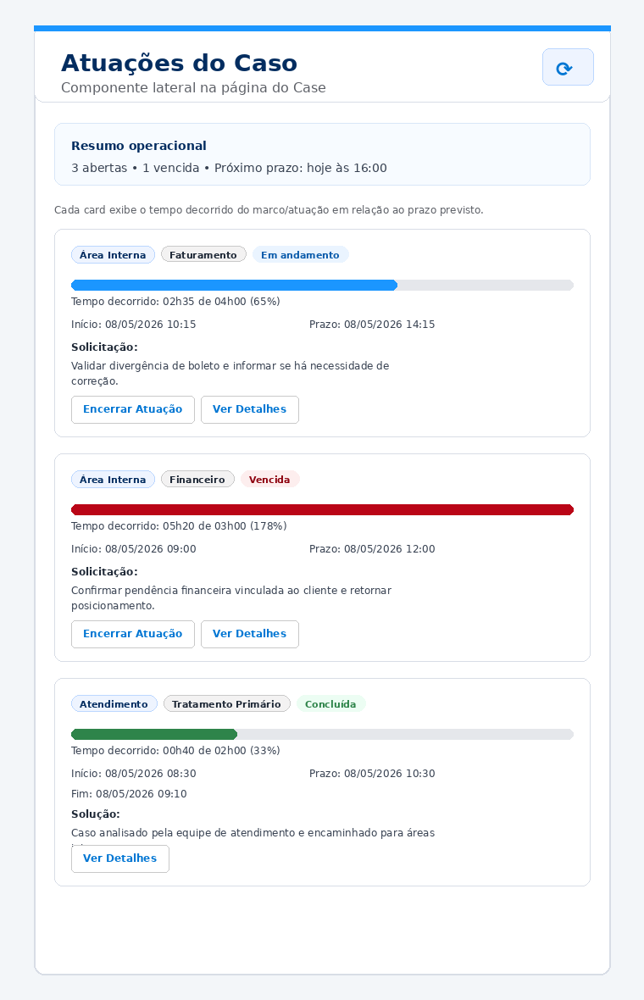 Atuações do Caso
Componente lateral na página do Case
Resumo operacional
3 abertas • 1 vencida • Próximo prazo: hoje às 16:00
Cada card exibe o tempo decorrido do marco/atuação em relação ao prazo previsto.
Área Interna Faturamento Em andamento
Tempo decorrido: 02h35 de 04h00 (65%)
Início: 08/05/2026 10:15 Prazo: 08/05/2026 14:15
Solicitação:
Validar divergência de boleto e informar se há necessidade de
correção.
Encerrar Atuação Ver Detalhes
Área Interna Financeiro Vencida
Tempo decorrido: 05h20 de 03h00 (178%)
Início: 08/05/2026 09:00 Prazo: 08/05/2026 12:00
Solicitação:
Confirmar pendência financeira vinculada ao cliente e retornar
posicionamento.
Encerrar Atuação Ver Detalhes
Atendimento Tratamento Primário Concluída
Tempo decorrido: 00h40 de 02h00 (33%)
Início: 08/05/2026 08:30 Prazo: 08/05/2026 10:30
Fim: 08/05/2026 09:10
Solução:
Caso analisado pela equipe de atendimento e encaminhado para áreas
Ver Detalhes